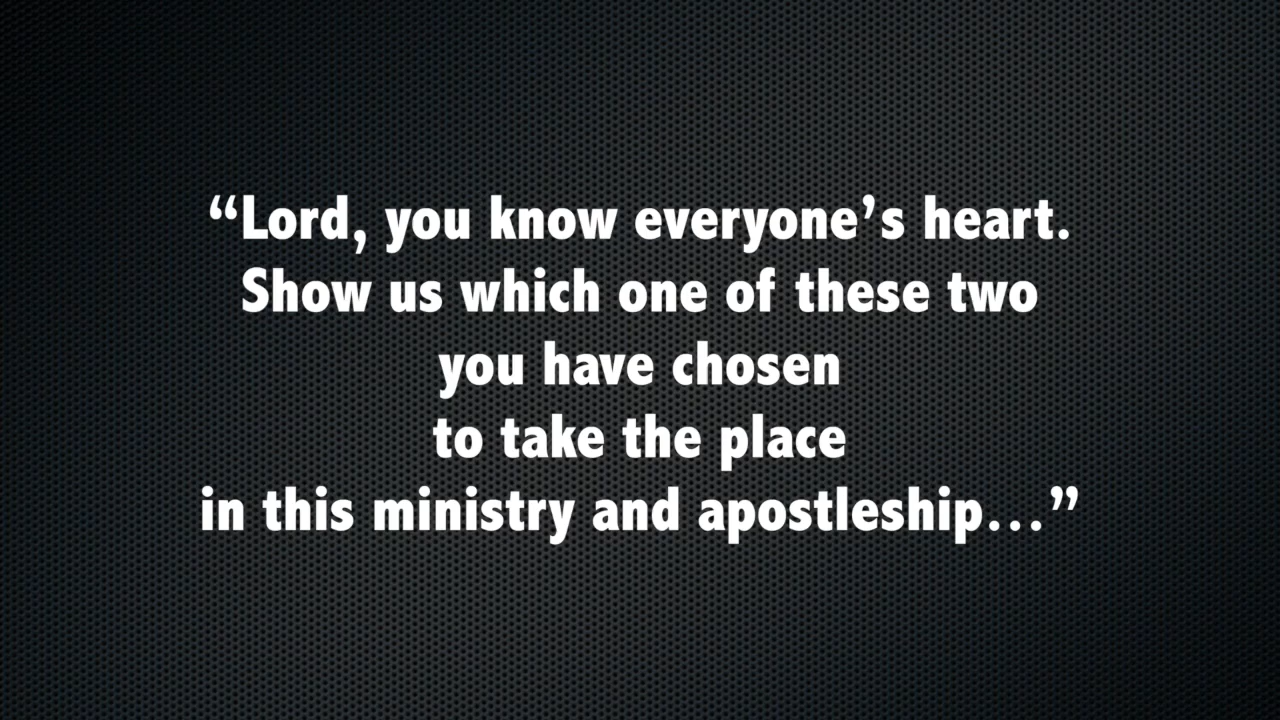 “Lord, you know everyone’s heart.
Show us which one of these two
you have chosen
to take the place
in this ministry and apostleship…”